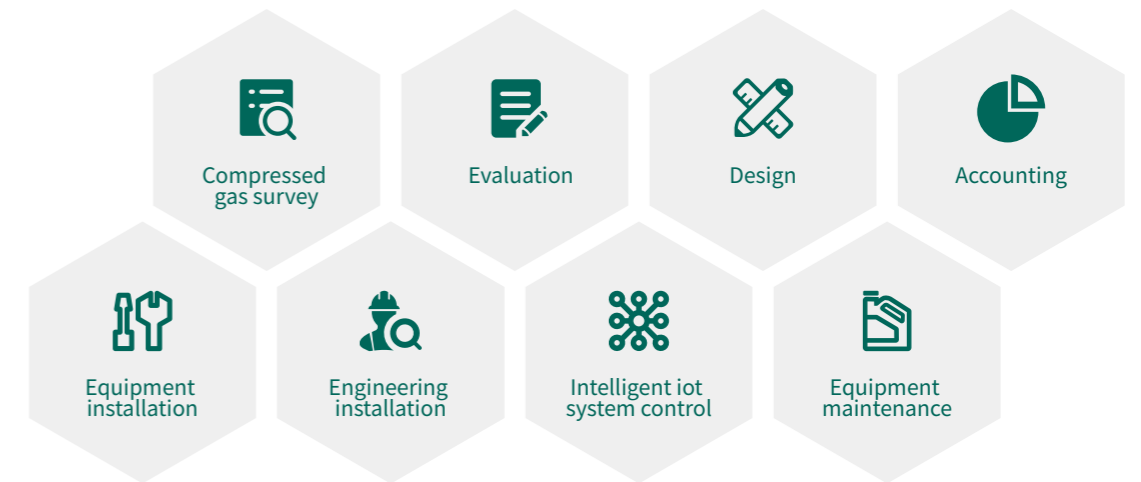 Compressed
gas survey
Evaluation
Design
Accounting
Equipment
installation
Engineering
installation
Intelligent iot
system control
Equipment
maintenance